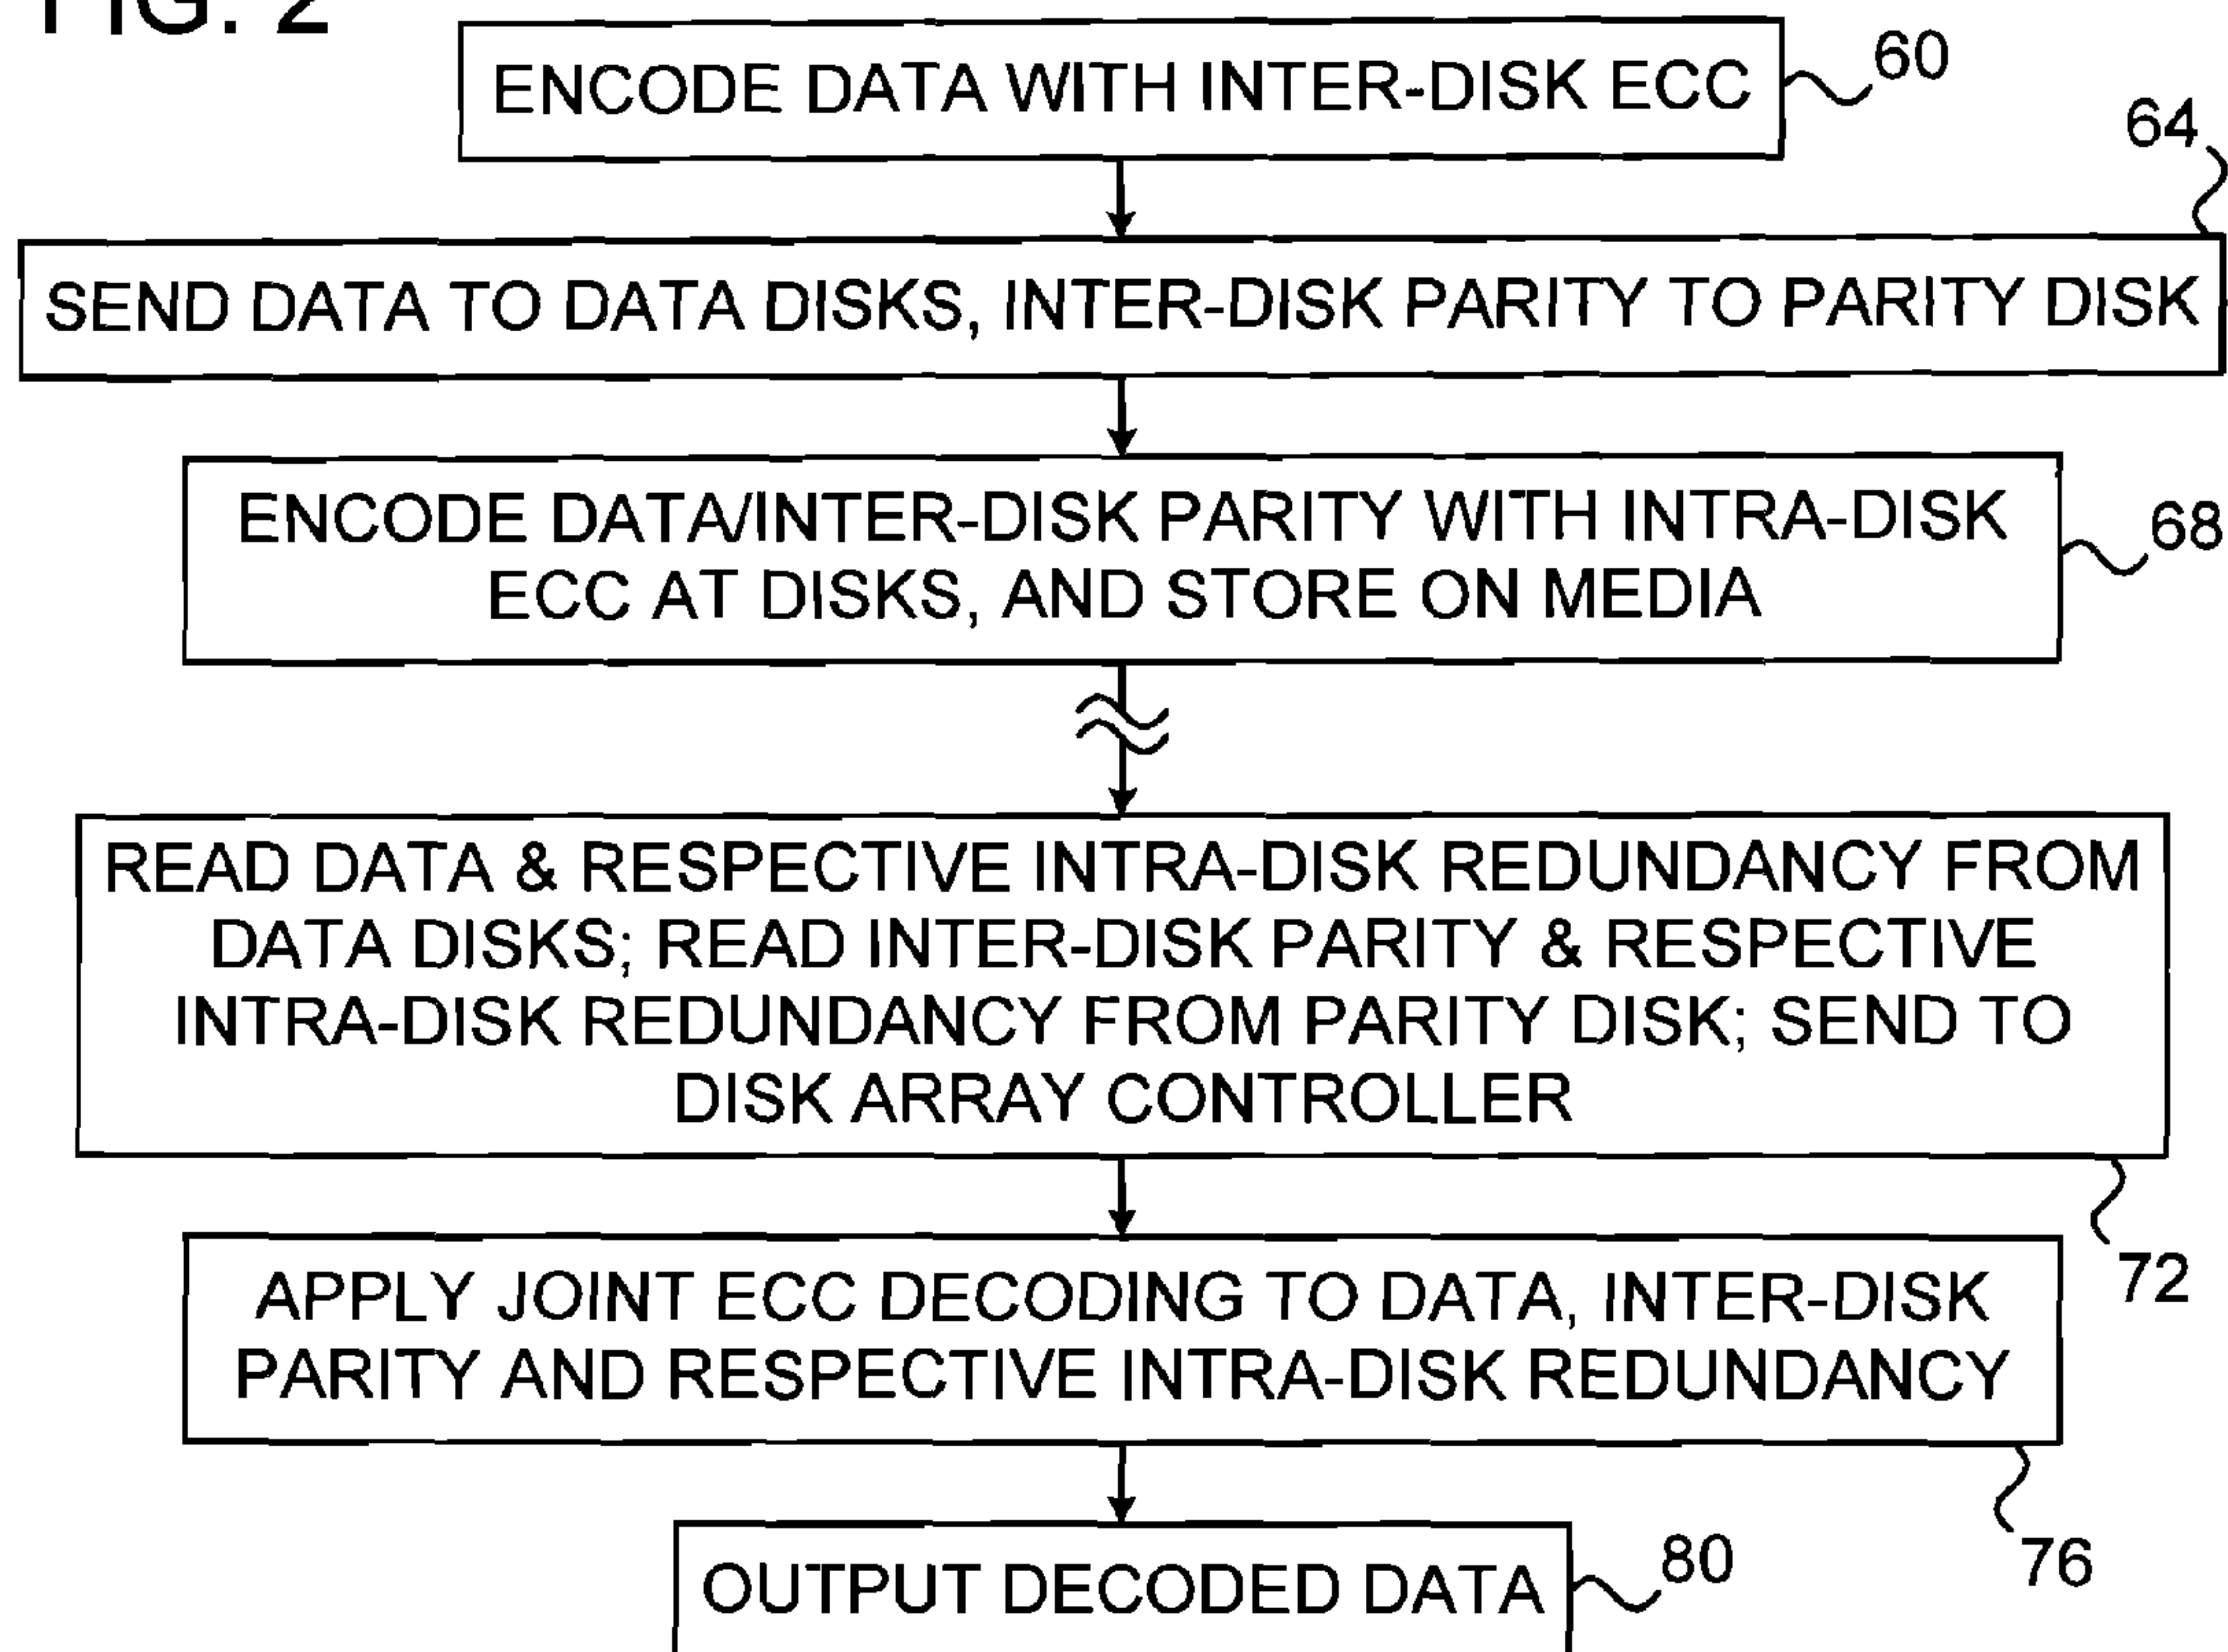 FIG. 2
ENCODE DATA WITH INTER-DISK ECC
60
64
SEND DATA TO DATA DISKS, INTER-DISK PARITY TO PARITY DISK
ENCODE DATA/INTER-DISK PARITY WITH INTRA-DISK
ECC AT DISKS, AND STORE ON MEDIA
68
READ DATA & RESPECTIVE INTRA-DISK REDUNDANCY FROM
DATA DISKS; READ INTER-DISK PARITY & RESPECTIVE
INTRA-DISK REDUNDANCY FROM PARITY DISK; SEND TO
DISK ARRAY CONTROLLER
72
APPLY JOINT ECC DECODING TO DATA, INTER-DISK
PARITY AND RESPECTIVE INTRA-DISK REDUNDANCY
76
OUTPUT DECODED DATA
80